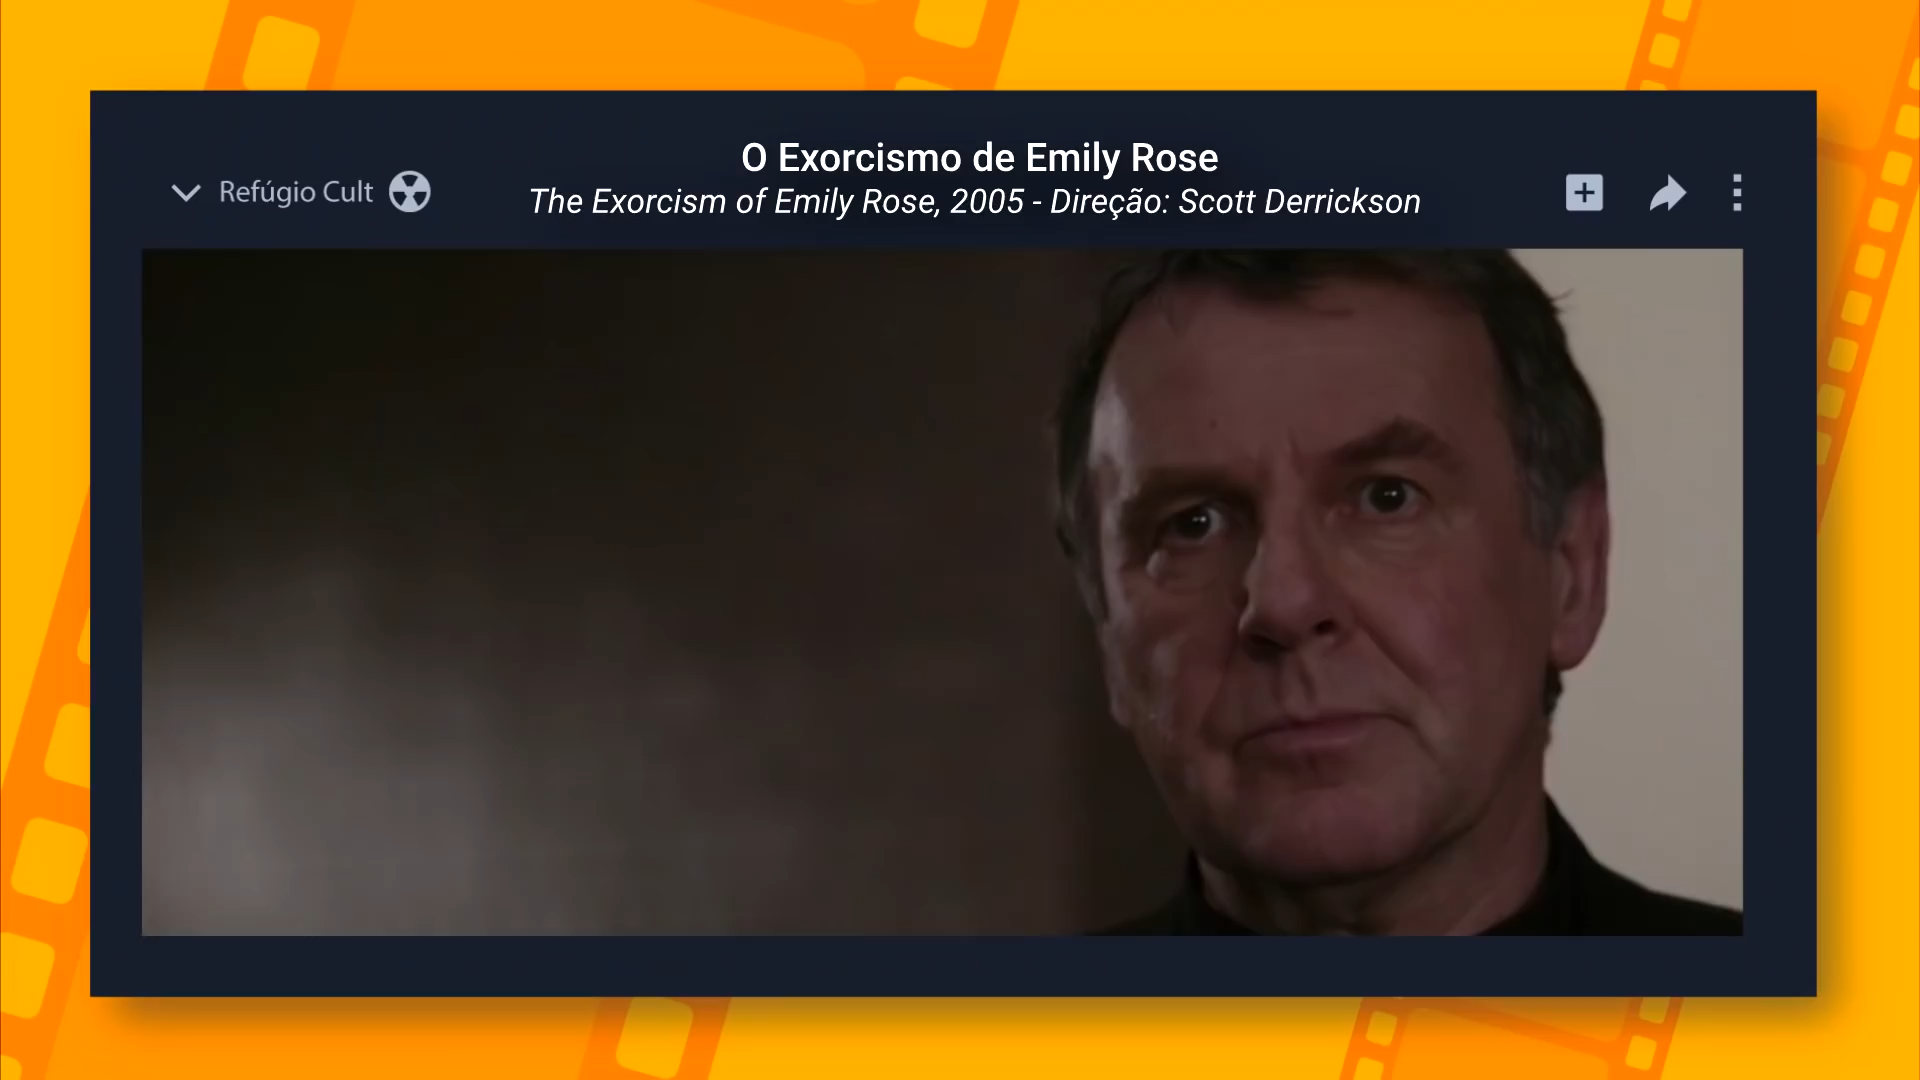 O Exorcismo de Emily Rose
Refúgio Cult
The Exorcism of Emily Rose, 2005 - Direção: Scott Derrickson